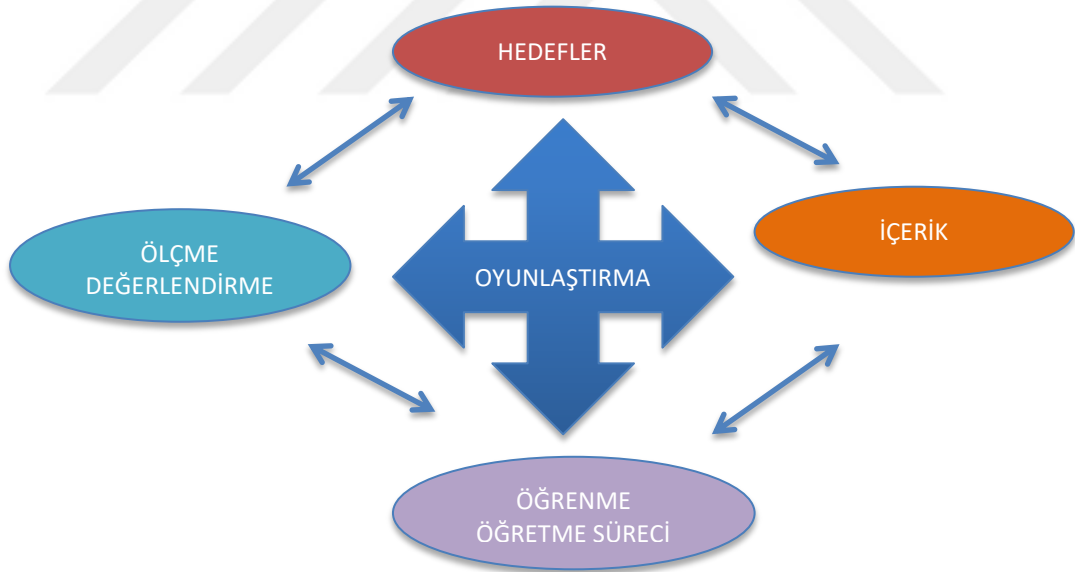 HEDEFLER
İÇERİK
ÖLÇME
DEĞERLENDİRME
OYUNLAŞTIRMA
ÖĞRENME
ÖĞRETME SÜRECİ